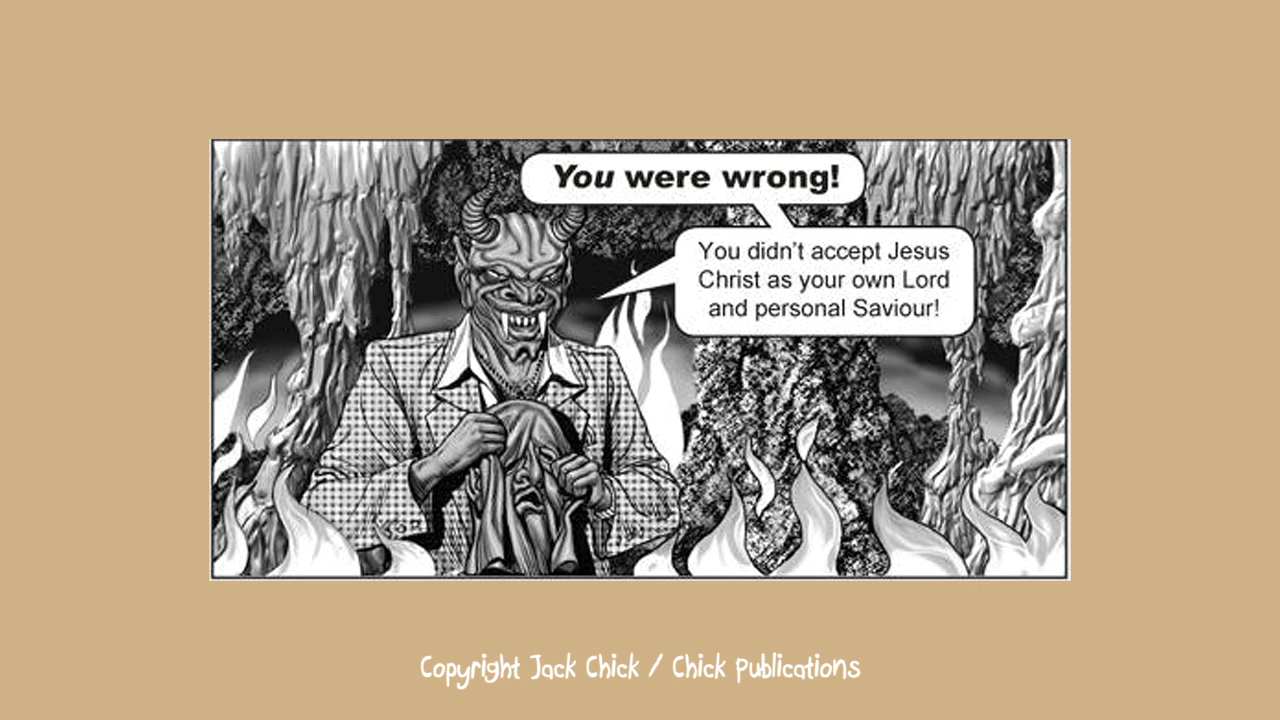 You were wrong!
You didn't accept Jesus
Christ as your own Lord
and personal Saviour!
Copyright Jack Chick / Chick Publications